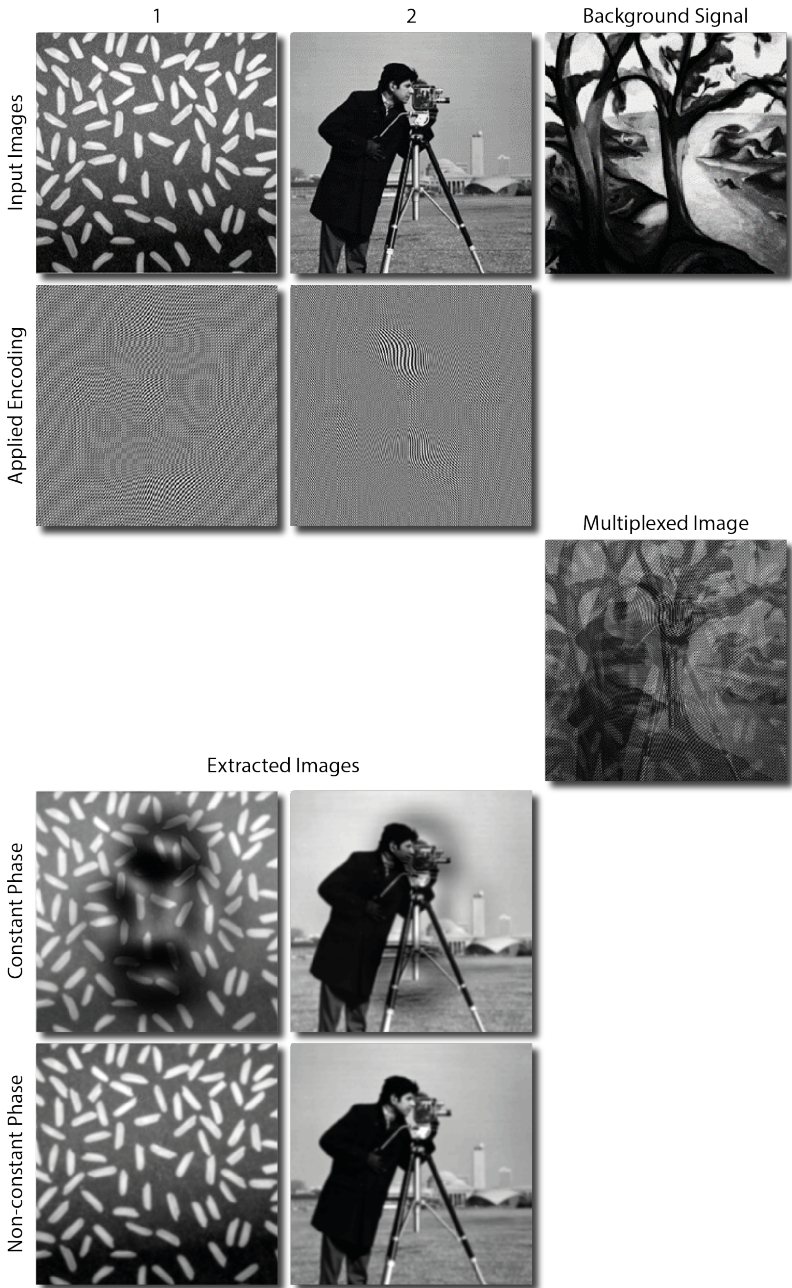 1
2
Background Signal
Input Images
Applied Encoding
Multiplexed Image
Extracted Images
Constant Phase
Non-constant Phase